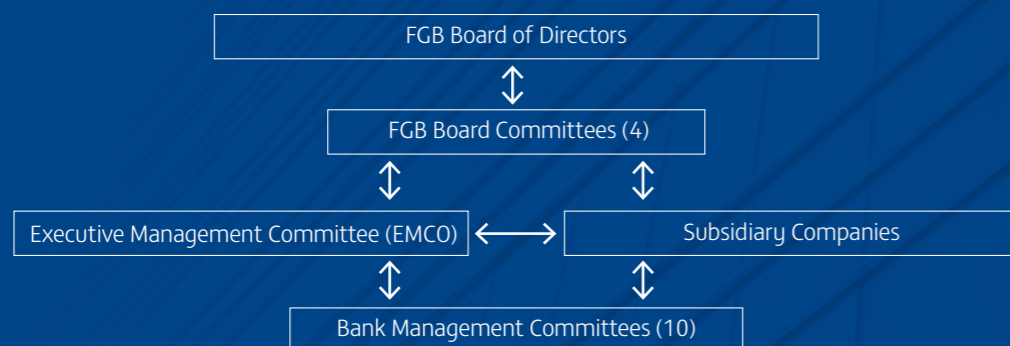 FGB Board of Directors
FGB Board Committees (4)
Executive Management Committee (EMCO)
Subsidiary Companies
Bank Management Committees (10)